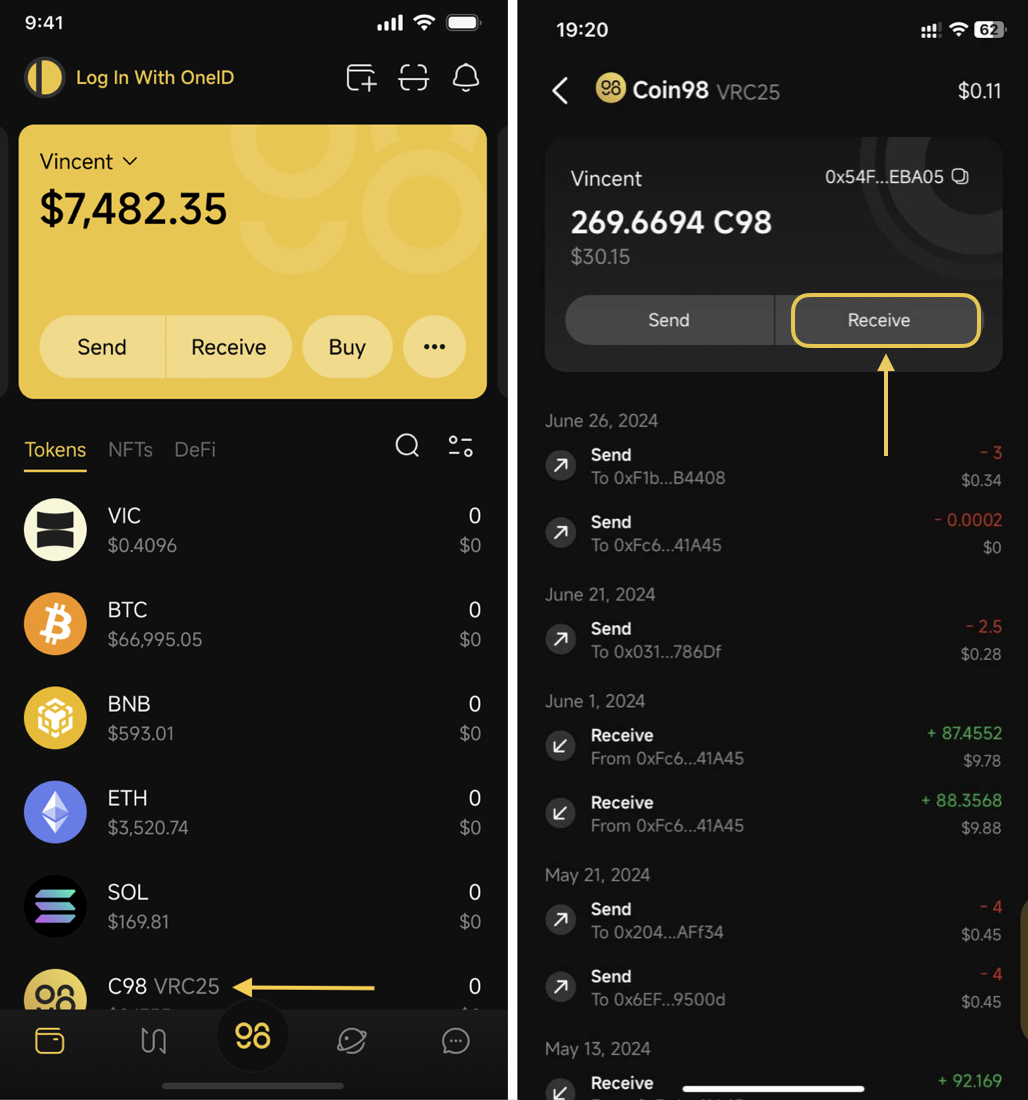 9:41
Log In With OneID
Vincent
$7,482.35
Send
Receive
Buy
Tokens
NFTs
DeFi
VIC
0
$0.4096
$0
BTC
0
$66,995.05
$0
BNB
0
$593.01
$0
ETH
0
$3,520.74
$0
SOL
0
$169.81
$0
C98 VRC25
0
19:20
62
Coin98 VRC25
$0.11
Vincent
0x54F...EBA05
269.6694 C98
$30.15
Send
Receive
June 26, 2024
Send
- 3
To 0xF1b...B4408
$0.34
Send
- 0.0002
To 0xFc6...41A45
$0
June 21, 2024
Send
- 2.5
To 0x031...786Df
$0.28
June 1, 2024
Receive
+ 87.4552
From 0xFc6...41A45
$9.78
Receive
+ 88.3568
From 0xFc6...41A45
$9.88
May 21, 2024
Send
- 4
To 0x204...AFf34
$0.45
Send
- 4
To 0x6EF...9500d
$0.45
May 13, 2024
Receive
+ 92.169